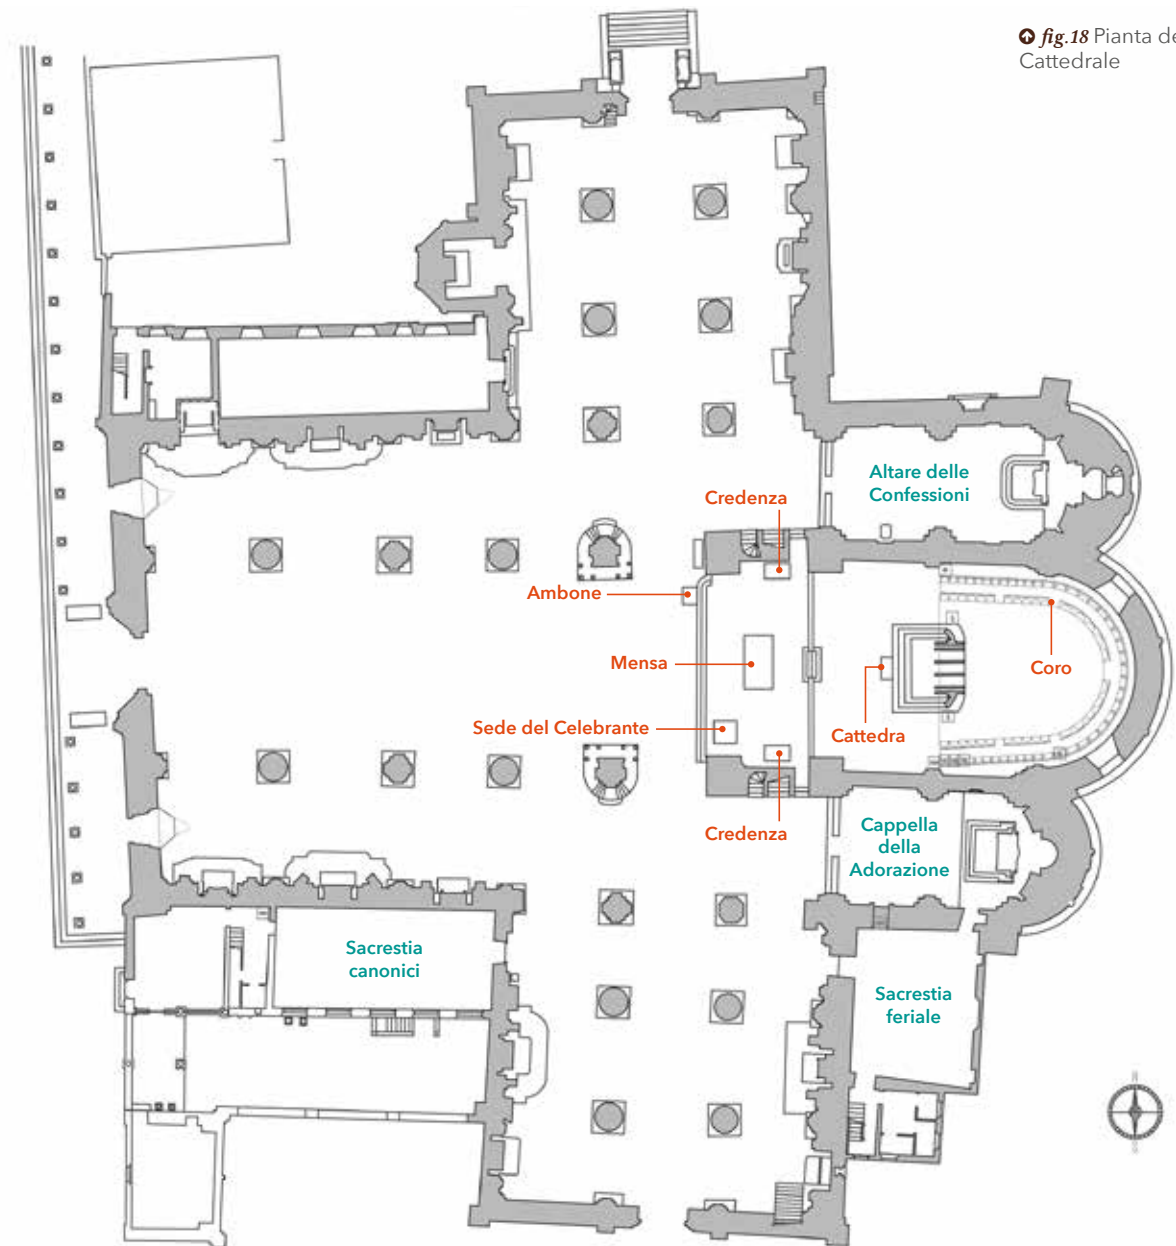 fig.18 Pianta de
Cattedrale
Altare delle
Confessioni
Credenza
Ambone
Mensa
Coro
Sede del Celebrante
Cattedra
Credenza
Cappella
della
Adorazione
Sacrestia
canonici
Sacrestia
feriale